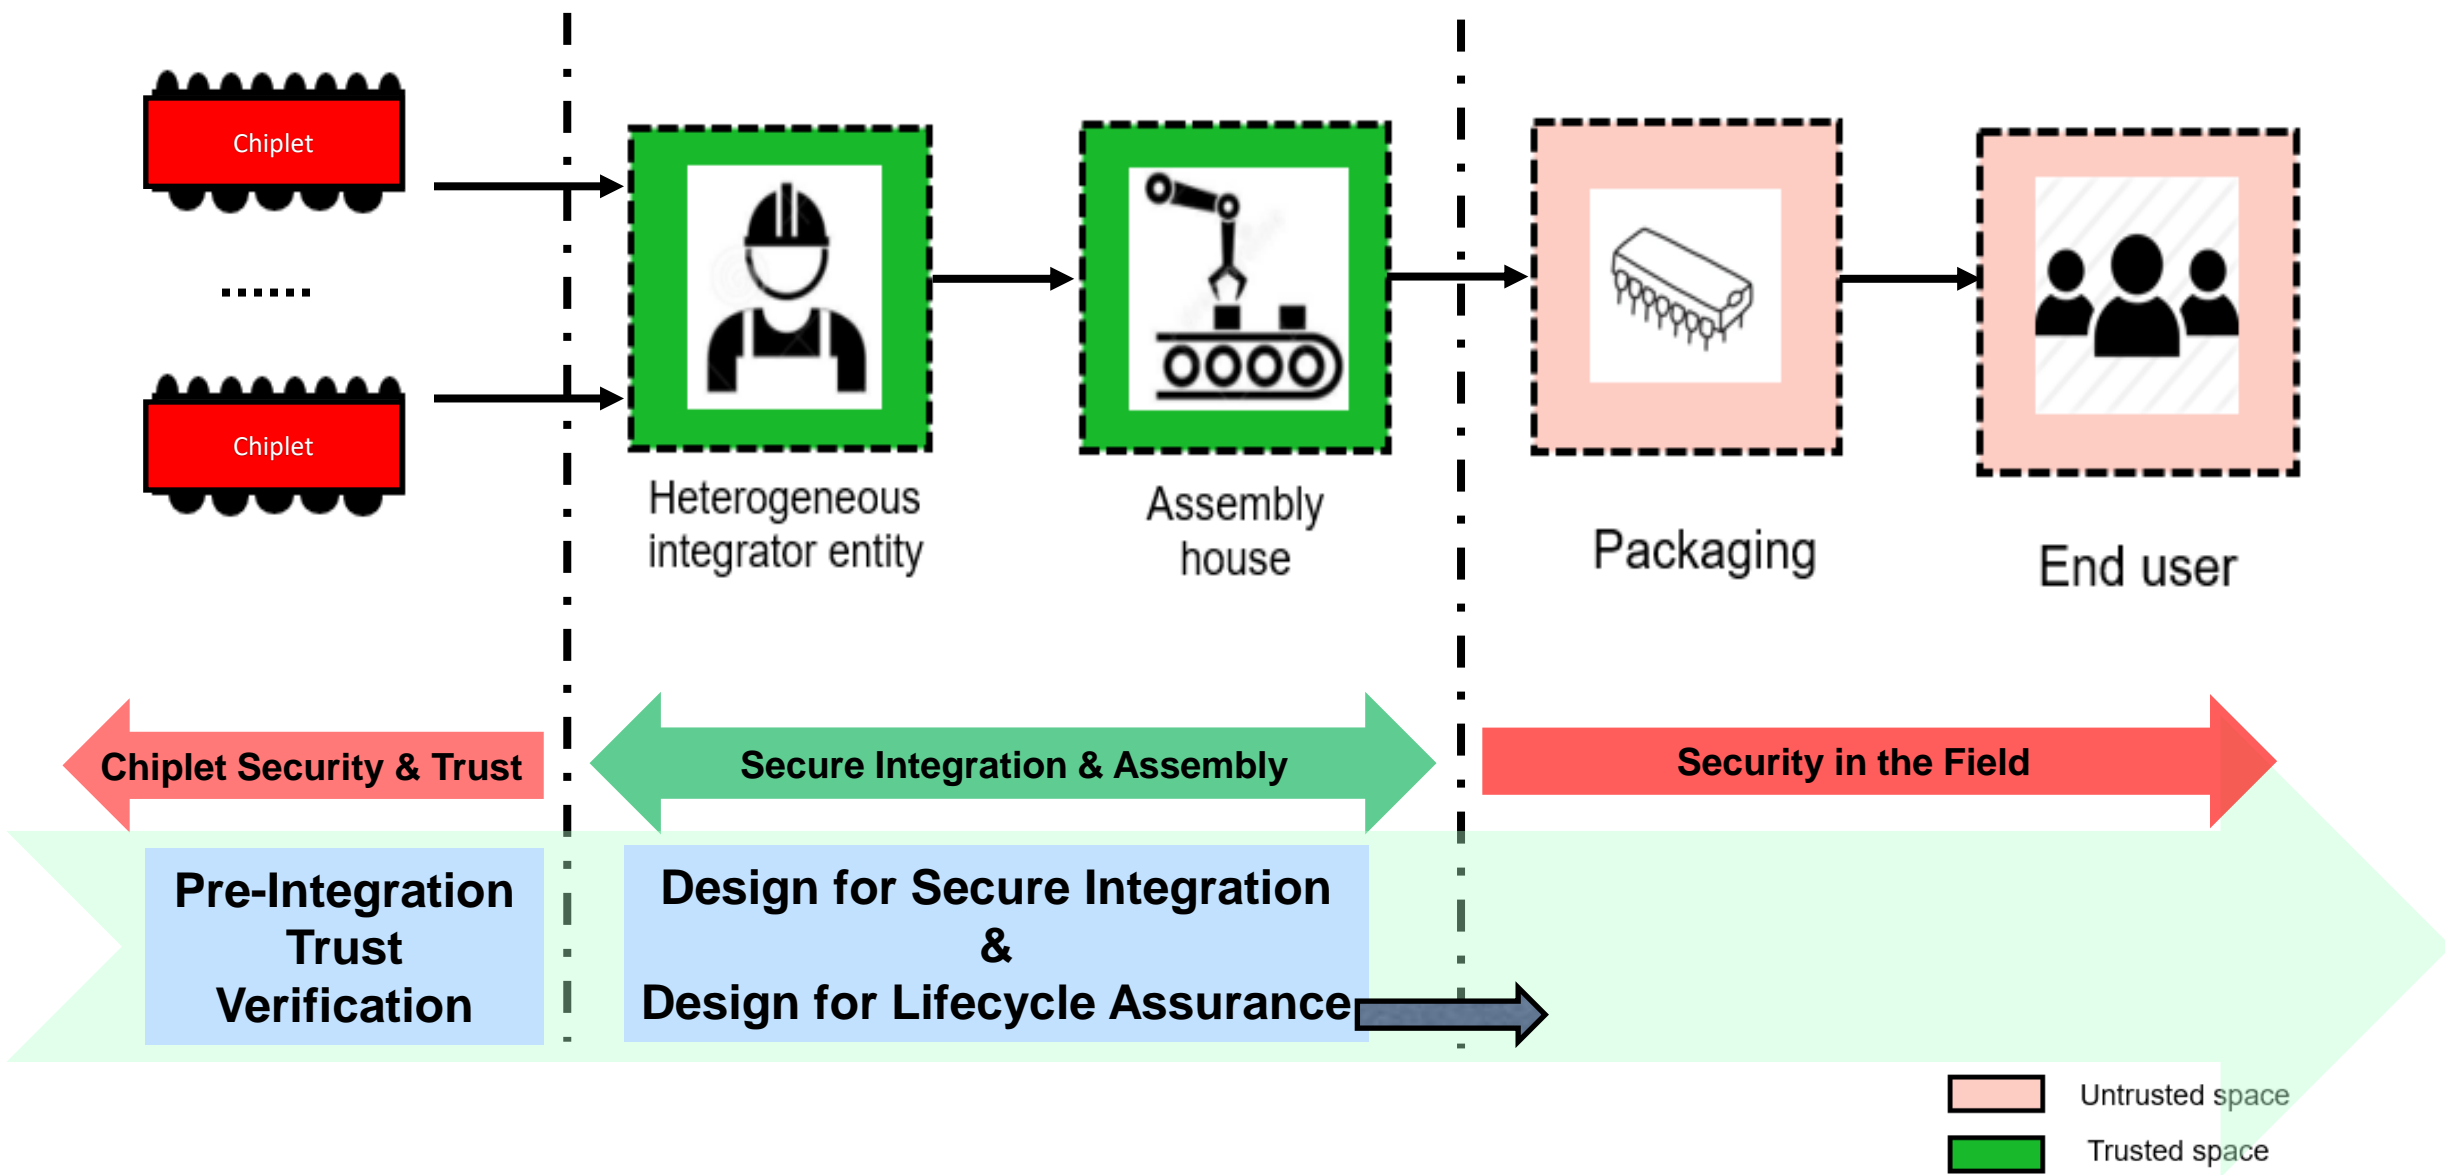 Chiplet
......
Chiplet
Heterogeneous
integrator entity
Assembly
house
Packaging
End user
Chiplet Security & Trust
Secure Integration & Assembly
Security in the Field
Pre-Integration
Trust
Verification
Design for Secure Integration
&
Design for Lifecycle Assurance
Untrusted space
Trusted space